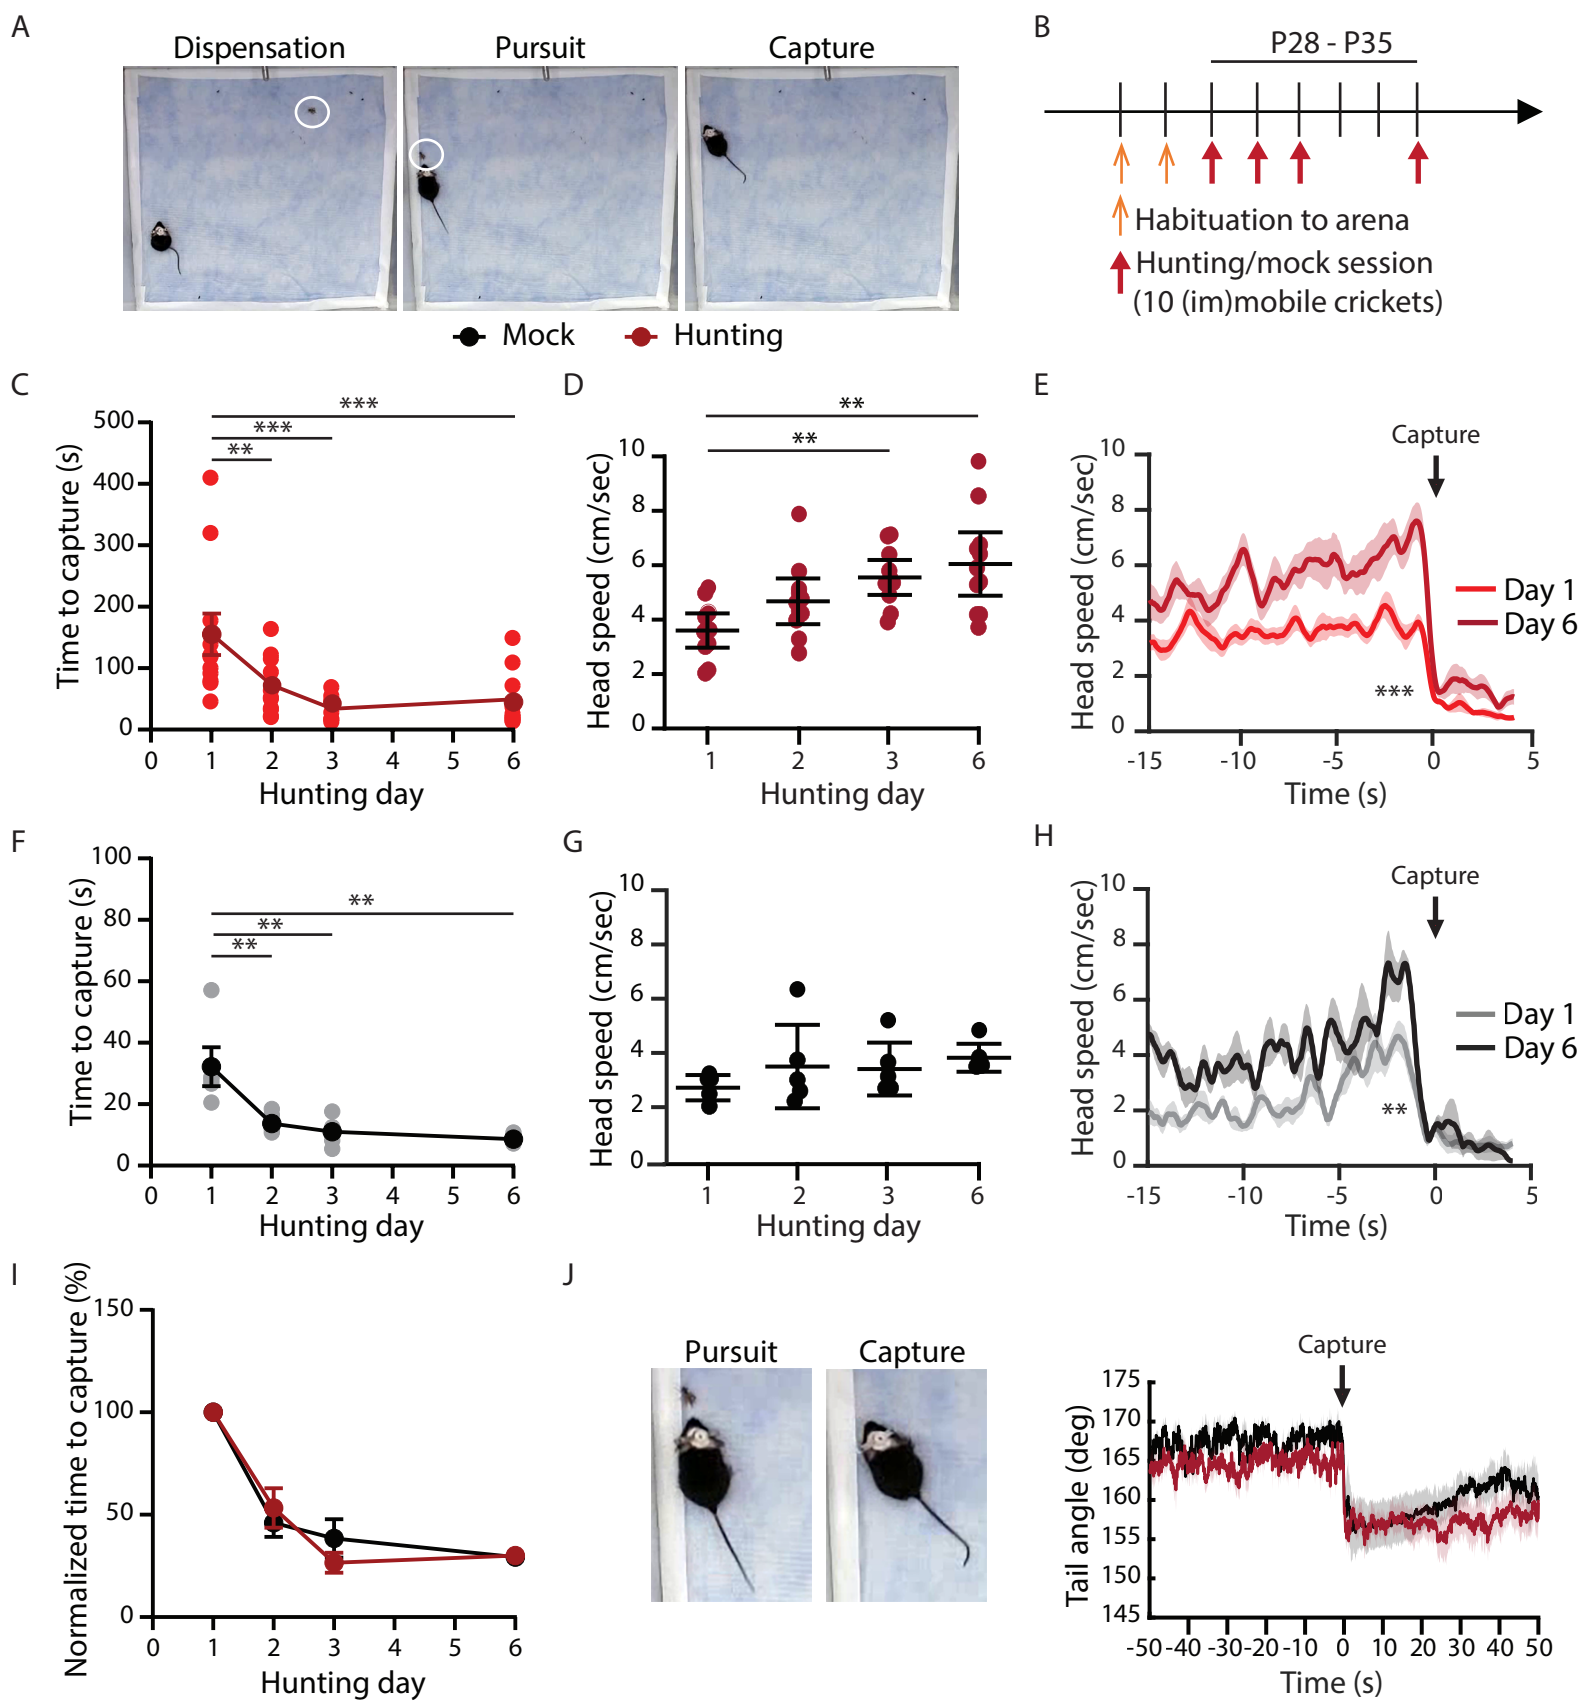 A
Dispensation
Pursuit
Capture
Mock
Hunting
B
P28 - P35
Habituation to arena
Hunting/mock session
(10 (im)mobile crickets)
C
Time to capture (s)
500
400
300
200
100
0
***
***
**
0 1 2 3 4 5 6
Hunting day
D
Head speed (cm/sec)
10
8
6
4
2
0
**
**
1 2 3 6
Hunting day
E
Head speed (cm/sec)
10
8
6
4
2
0
Capture
Day 1
Day 6
***
-15 -10 -5 0 5
Time (s)
F
Time to capture (s)
100
80
60
40
20
0
**
**
**
0 1 2 3 4 5 6
Hunting day
G
Head speed (cm/sec)
10
8
6
4
2
0
1 2 3 6
Hunting day
H
Head speed (cm/sec)
10
8
6
4
2
0
Capture
Day 1
Day 6
**
-15 -10 -5 0 5
Time (s)
I
Normalized time to capture (%)
150
100
50
0
0 1 2 3 4 5 6
Hunting day
J
Pursuit
Capture
Capture
Tail angle (deg)
175
170
165
160
155
150
145
-50 -40 -30 -20 -10 0 10 20 30 40 50
Time (s)